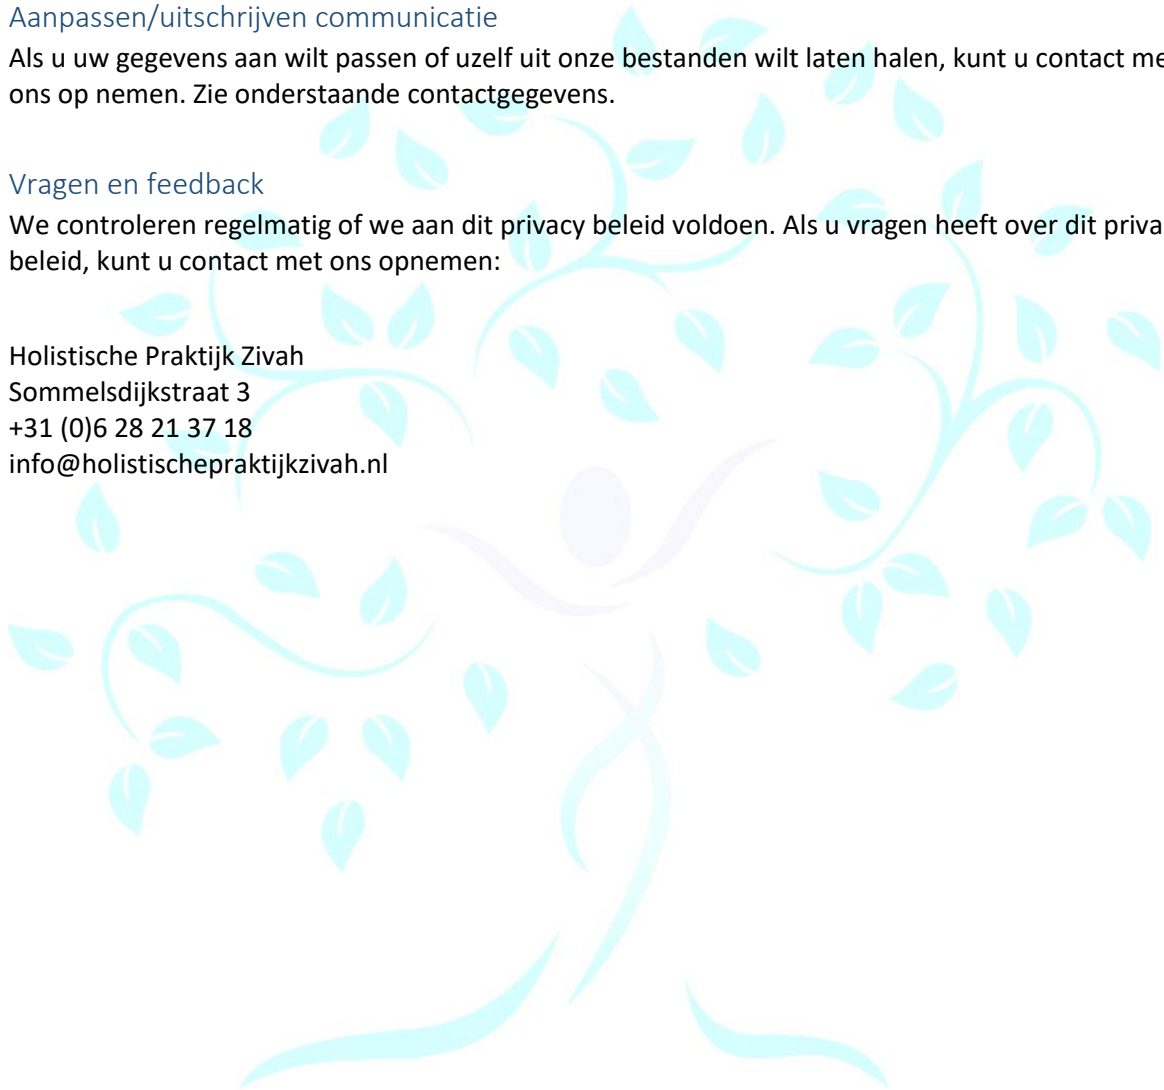 Aanpassen/uitschrijven communicatie
Als u uw gegevens aan wilt passen of uzelf uit onze bestanden wilt laten halen, kunt u contact me
ons op nemen. Zie onderstaande contactgegevens.
Vragen en feedback
We controleren regelmatig of we aan dit privacy beleid voldoen. Als u vragen heeft over dit priva
beleid, kunt u contact met ons opnemen:
Holistische Praktijk Zivah
Sommelsdijkstraat 3
+31 (0)6 28 21 37 18
info@holistischepraktijkzivah.nl